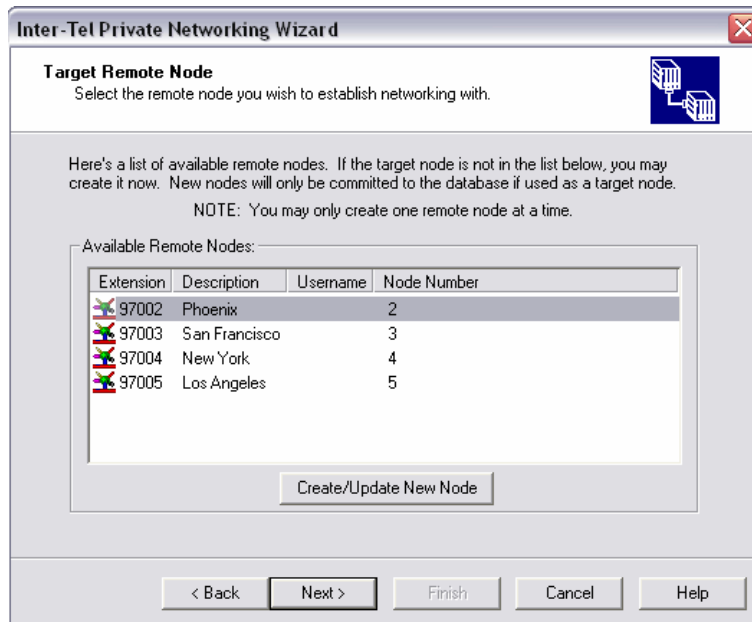 Inter-Tel Private Networking Wizard
Target Remote Node
Select the remote node you wish to establish networking with.
Here's a list of available remote nodes. If the target node is not in the list below, you may
create it now. New nodes will only be committed to the database if used as a target node.
NOTE: You may only create one remote node at a time.
Available Remote Nodes:
Extension Description Username Node Number
97002 Phoenix 2
97003 San Francisco 3
97004 New York 4
97005 Los Angeles 5
Create/Update New Node
< Back Next > Finish Cancel Help